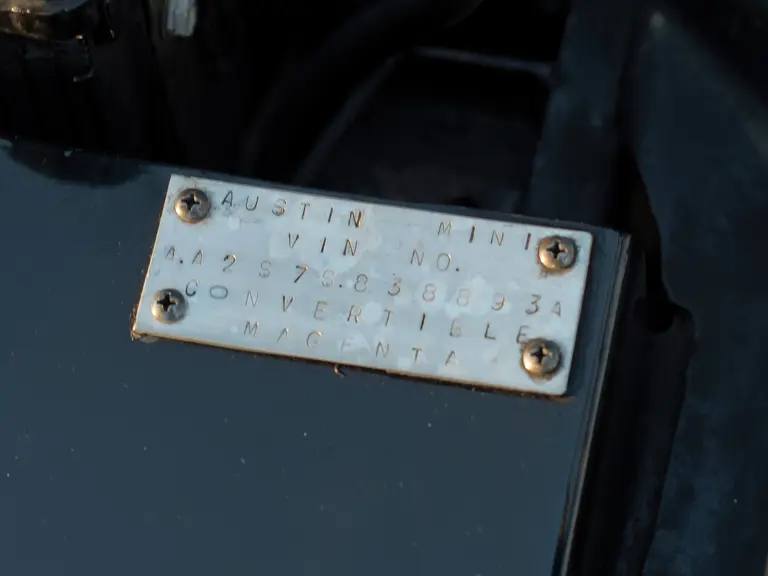 AUSTIN MINI
VIN NO.
A.A2S7S.838893A
CONVERTIBLE
MAGENTA